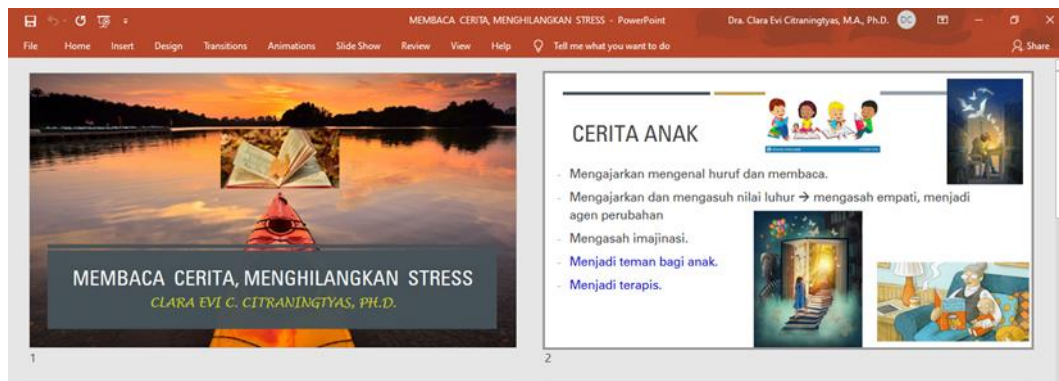 MEMBACA CERITA, MENGHILANGKAN STRESS - PowerPoint
Dra. Clara Evi Citraningtyas, M.A., Ph.D.
DC
File Home Insert Design Transitions Animations Slide Show Review View Help Tell me what you want to do
Share
MEMBACA CERITA, MENGHILANGKAN STRESS
CLARA EVI C. CITRANINGTYAS, PH.D.
1
CERITA ANAK
- Mengajarkan mengenal huruf dan membaca.
- Mengajarkan dan mengasuh nilai luhur → mengasah empati, menjadi
agen perubahan
- Mengasah imajinasi.
- Menjadi teman bagi anak.
- Menjadi terapis.
2